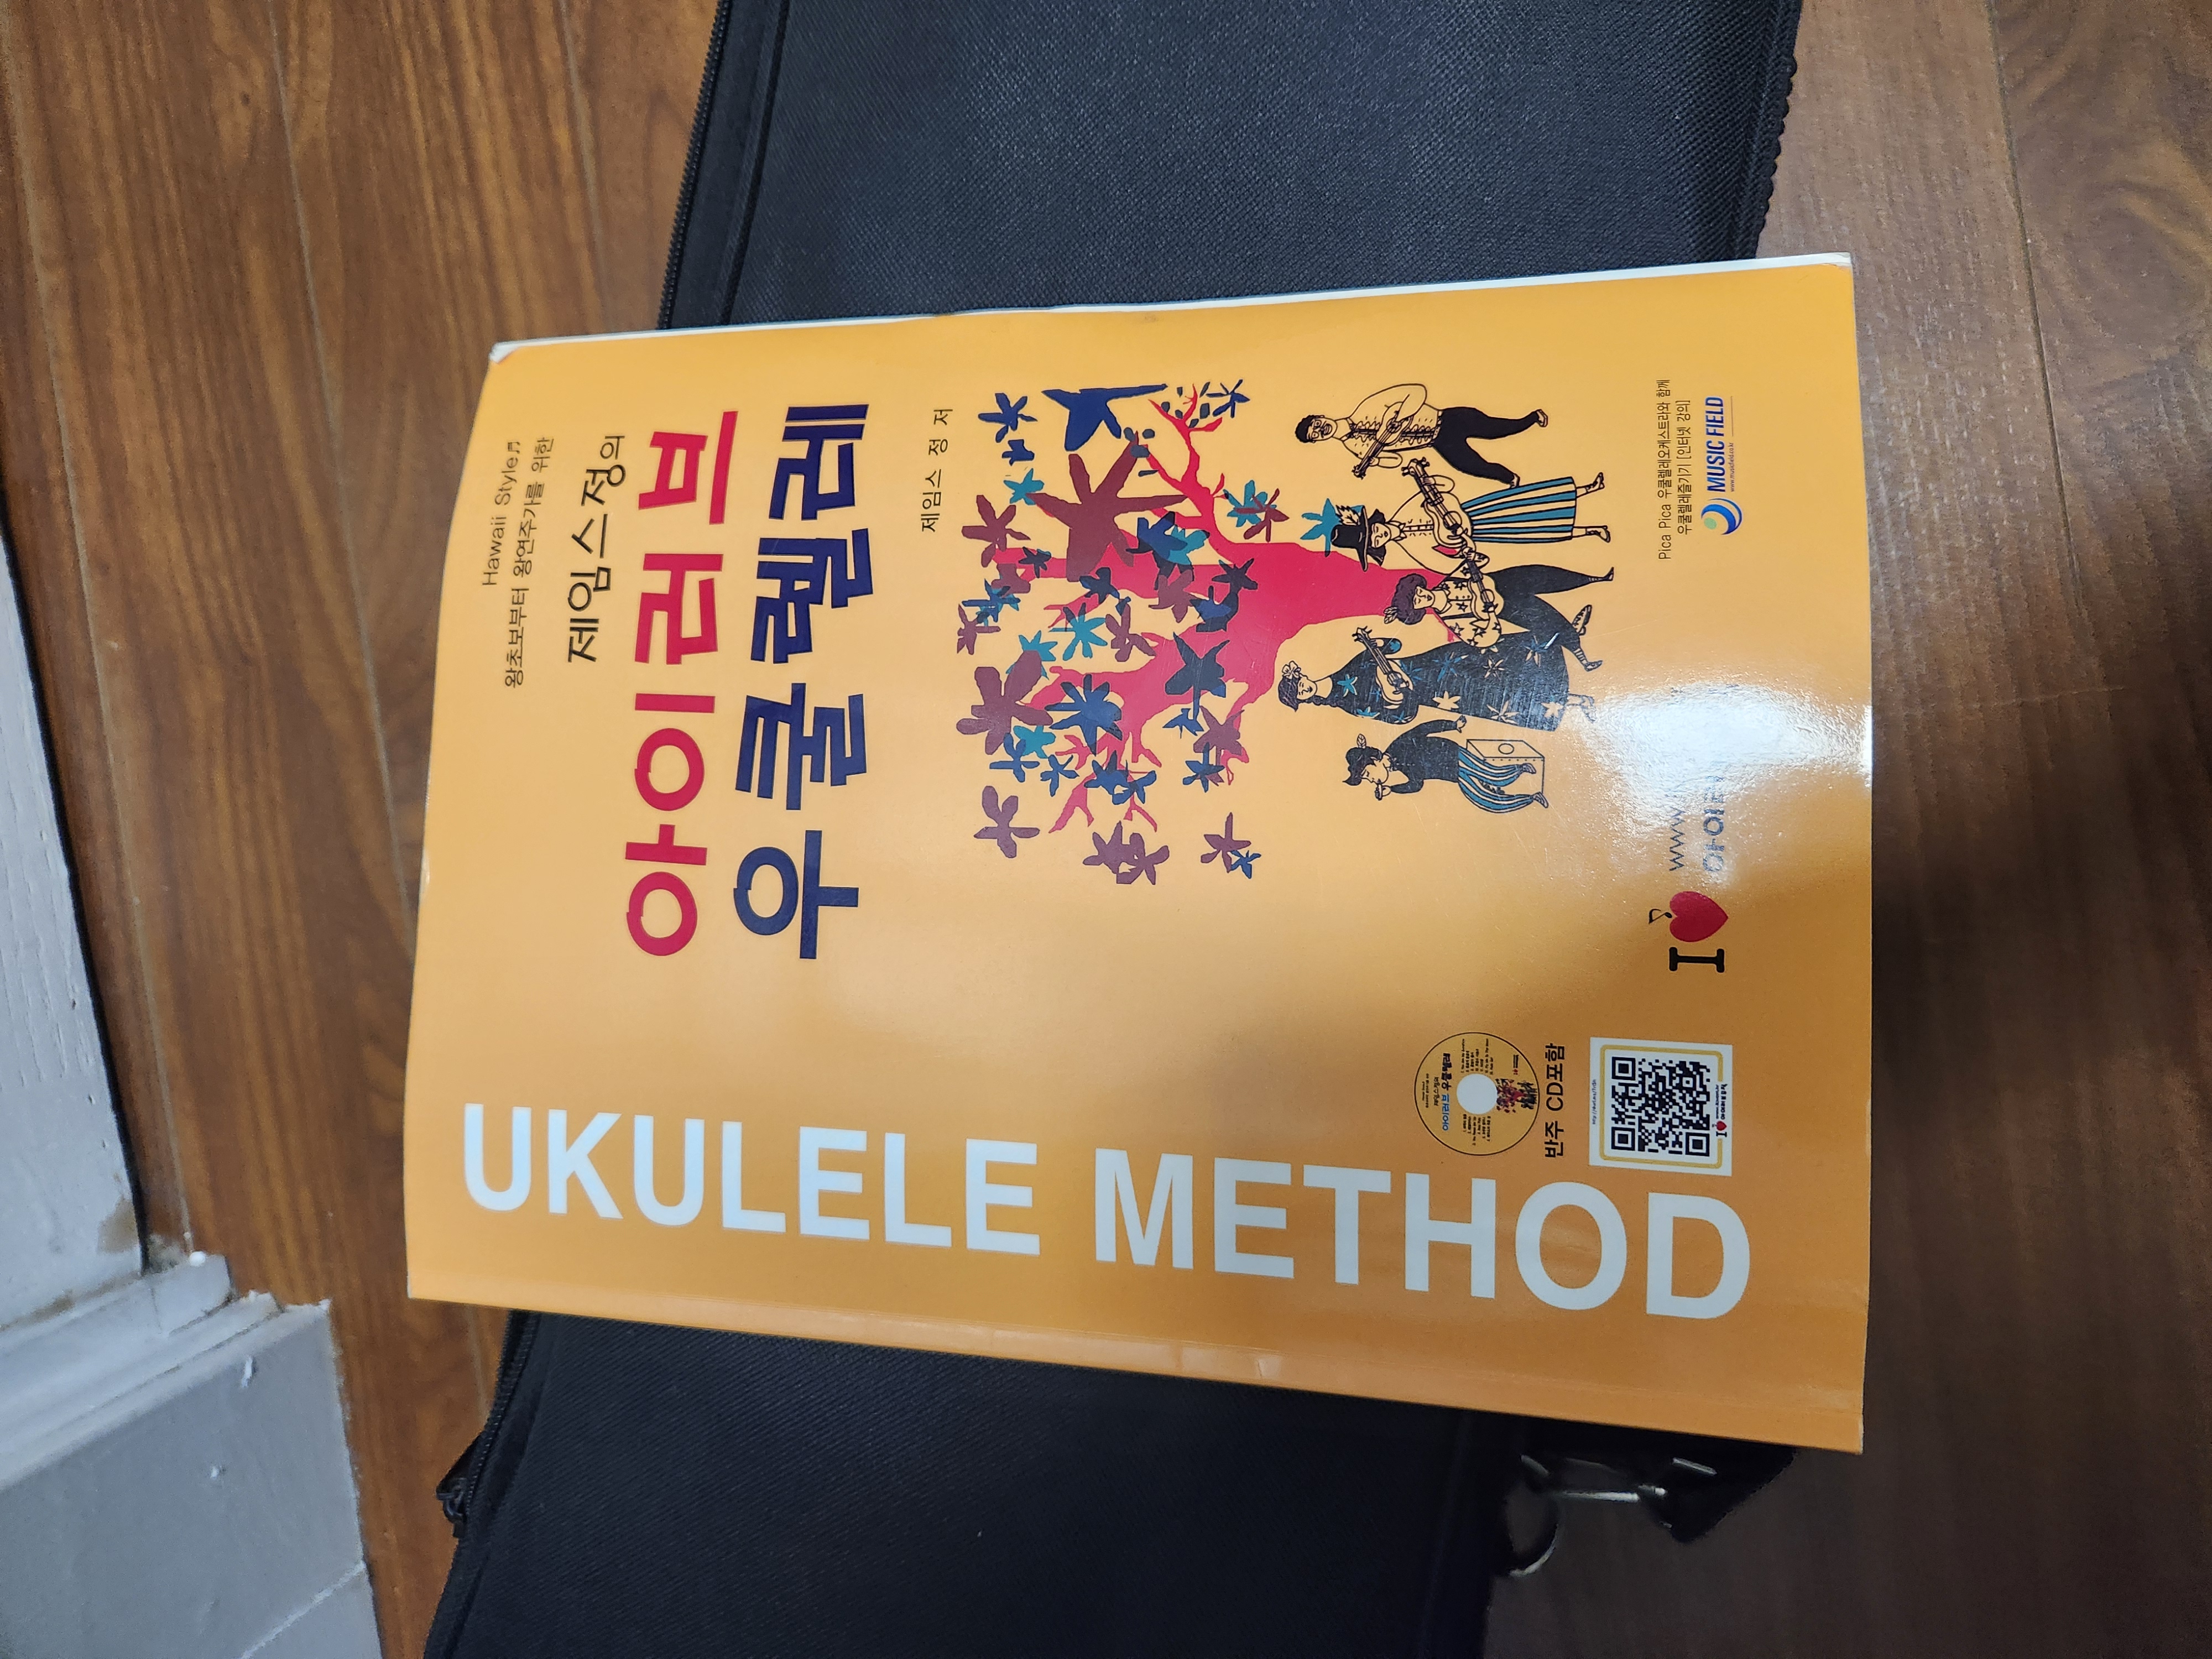 Hawaii Style♬
왕초보부터 왕연주가를 위한
제임스정의
아이러브
우쿨렐레
제임스 정 저
UKULELE METHOD
반주 CD포함
I
Pica Pica 우쿨렐레오케스트라와 함께
우쿨렐레즐기기 [인터넷 강의]
MUSIC FIELD